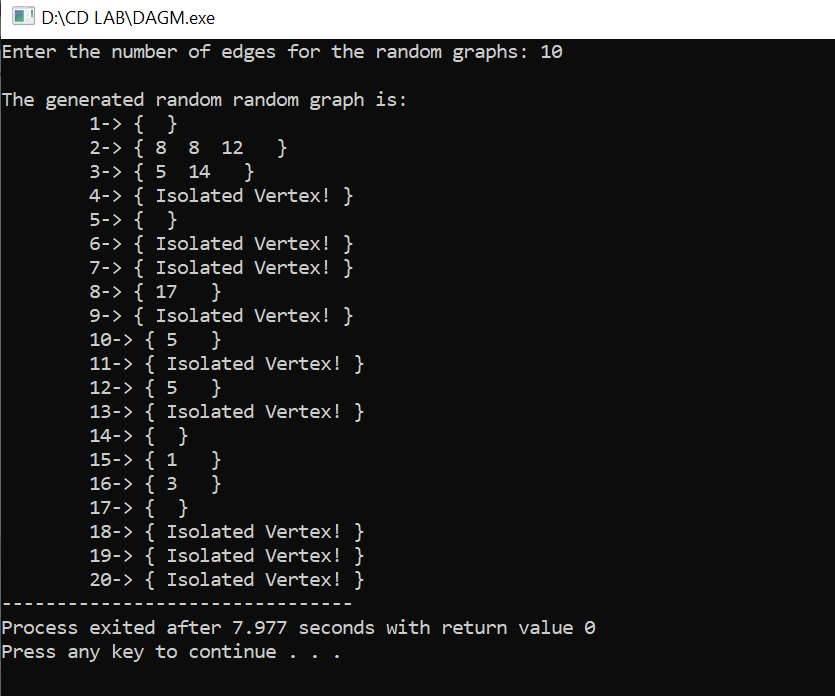 D:\CD LAB\DAGM.exe
Enter the number of edges for the random graphs: 10
The generated random random graph is:
1-> {  }
2-> { 8  8  12   }
3-> { 5  14   }
4-> { Isolated Vertex! }
5-> {  }
6-> { Isolated Vertex! }
7-> { Isolated Vertex! }
8-> { 17   }
9-> { Isolated Vertex! }
10-> { 5   }
11-> { Isolated Vertex! }
12-> { 5   }
13-> { Isolated Vertex! }
14-> {  }
15-> { 1   }
16-> { 3   }
17-> {  }
18-> { Isolated Vertex! }
19-> { Isolated Vertex! }
20-> { Isolated Vertex! }
--------------------------------
Process exited after 7.977 seconds with return value 0
Press any key to continue . . .